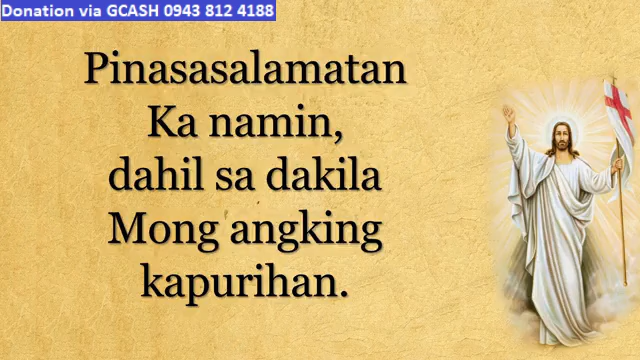 Donation via GCASH 0943 812 4188
Pinasasalamatan
Ka namin,
dahil sa dakila
Mong angking
kapurihan.